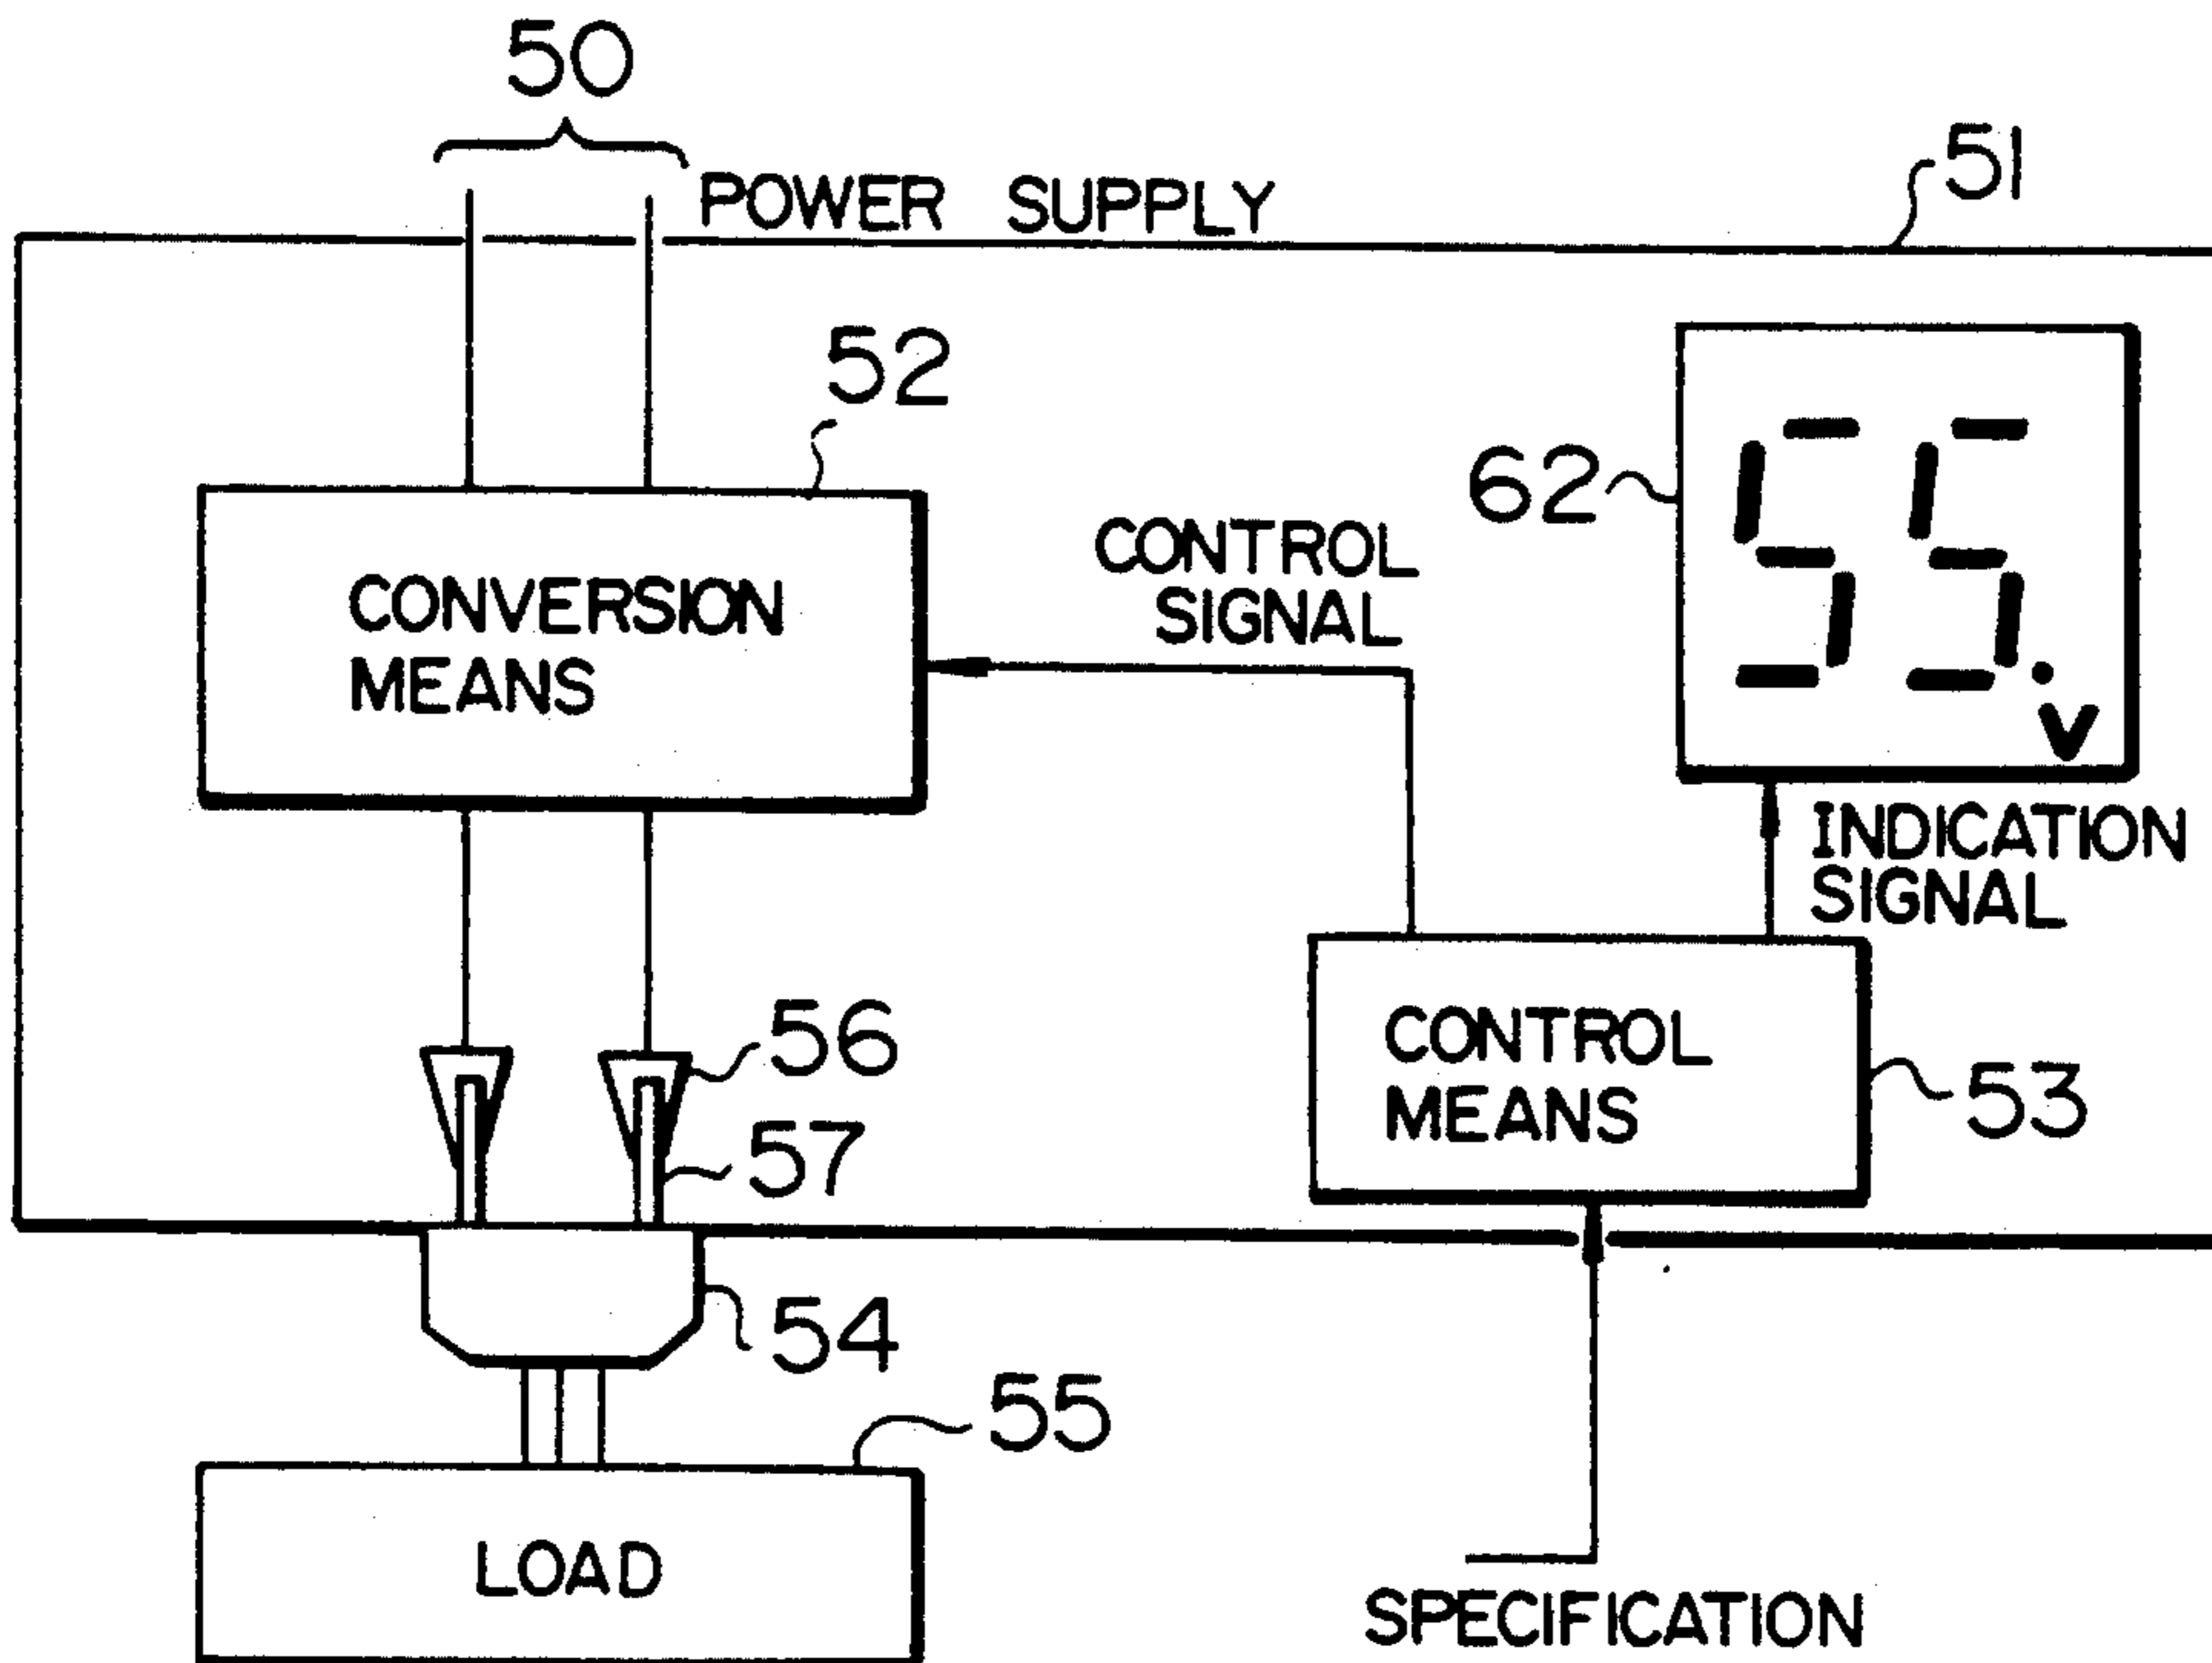 50
POWER SUPPLY
51
52
62
55.
V
CONVERSION
MEANS
CONTROL
SIGNAL
INDICATION
SIGNAL
56
57
CONTROL
MEANS
53
54
55
LOAD
SPECIFICATION